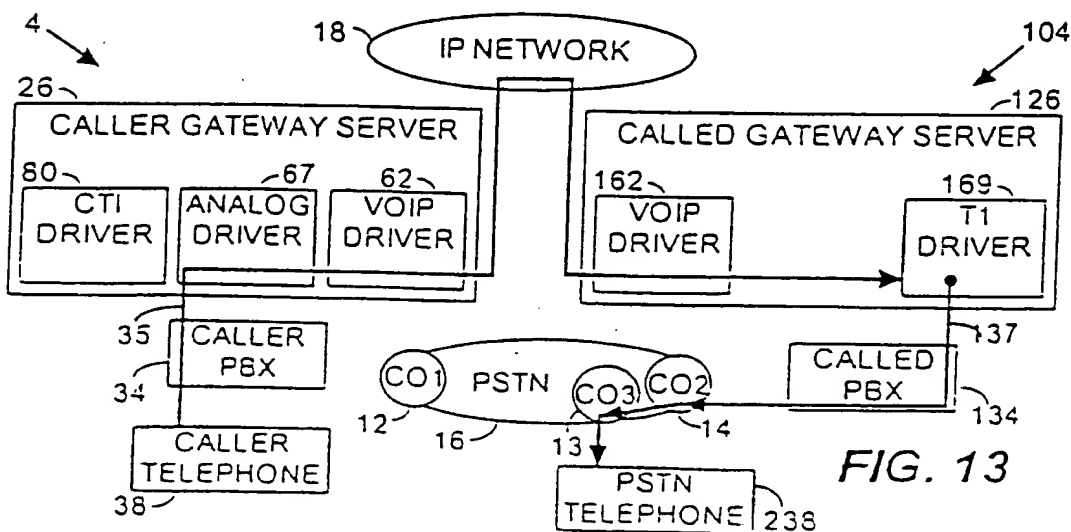 4
18
IP NETWORK
104
26
CALLER GATEWAY SERVER
126
CALLED GATEWAY SERVER
80
CTI
DRIVER
67
ANALOG
DRIVER
62
VOIP
DRIVER
162
VOIP
DRIVER
169
T1
DRIVER
35
CALLER
PBX
34
137
CALLED
PBX
134
CO1
PSTN
CO3
CO2
12
16
13
14
CALLER
TELEPHONE
38
PSTN
TELEPHONE
238
FIG. 13